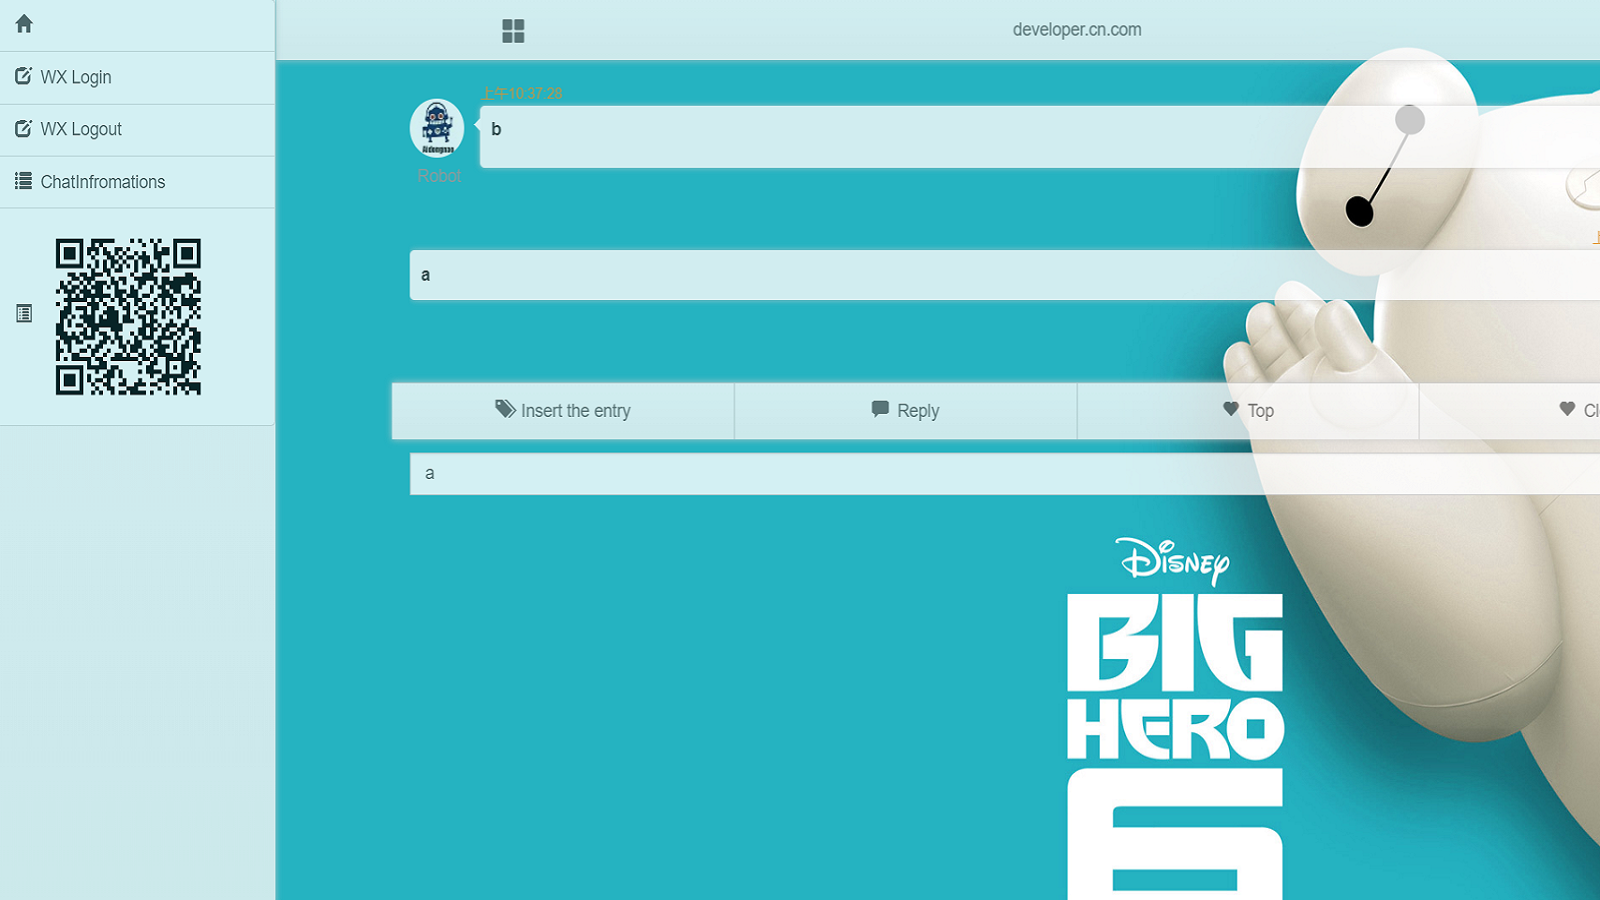 developer.cn.com
WX Login
WX Logout
ChatInfromations
上午10:37:28
b
Robot
a
Insert the entry
Reply
Top
a
Disney
BIG
HERO
6